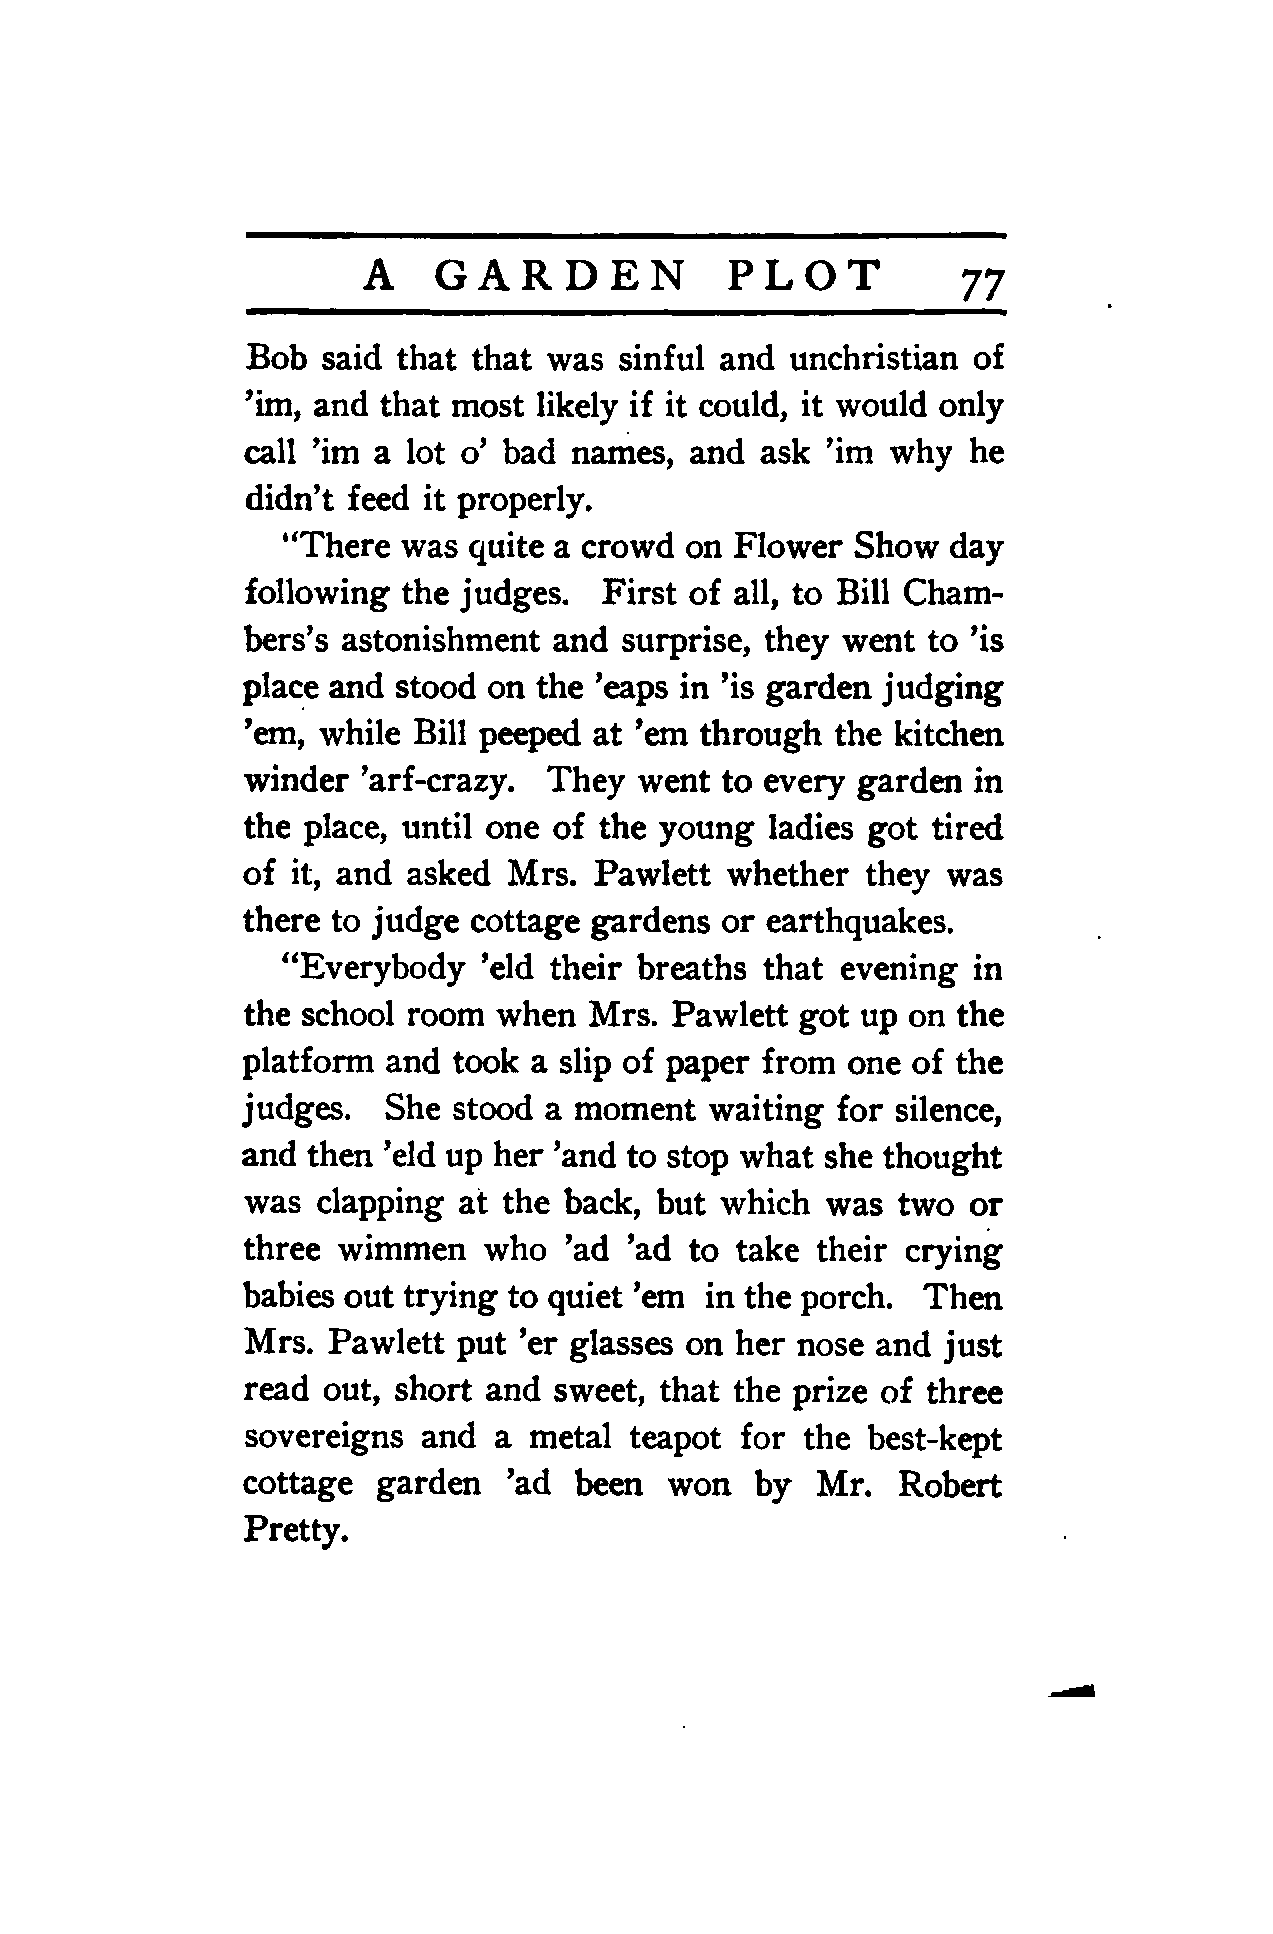 A GARDEN PLOT 77
Bob said that that was sinful and unchristian of
'im, and that most likely if it could, it would only
call 'im a lot o' bad names, and ask 'im why he
didn't feed it properly.
"There was quite a crowd on Flower Show day
following the judges. First of all, to Bill Cham-
bers's astonishment and surprise, they went to 'is
place and stood on the 'eaps in 'is garden judging
'em, while Bill peeped at 'em through the kitchen
winder 'arf-crazy. They went to every garden in
the place, until one of the young ladies got tired
of it, and asked Mrs. Pawlett whether they was
there to judge cottage gardens or earthquakes.
"Everybody 'eld their breaths that evening in
the school room when Mrs. Pawlett got up on the
platform and took a slip of paper from one of the
judges. She stood a moment waiting for silence,
and then 'eld up her 'and to stop what she thought
was clapping at the back, but which was two or
three wimmen who 'ad 'ad to take their crying
babies out trying to quiet 'em in the porch. Then
Mrs. Pawlett put 'er glasses on her nose and just
read out, short and sweet, that the prize of three
sovereigns and a metal teapot for the best-kept
cottage garden 'ad been won by Mr. Robert
Pretty.